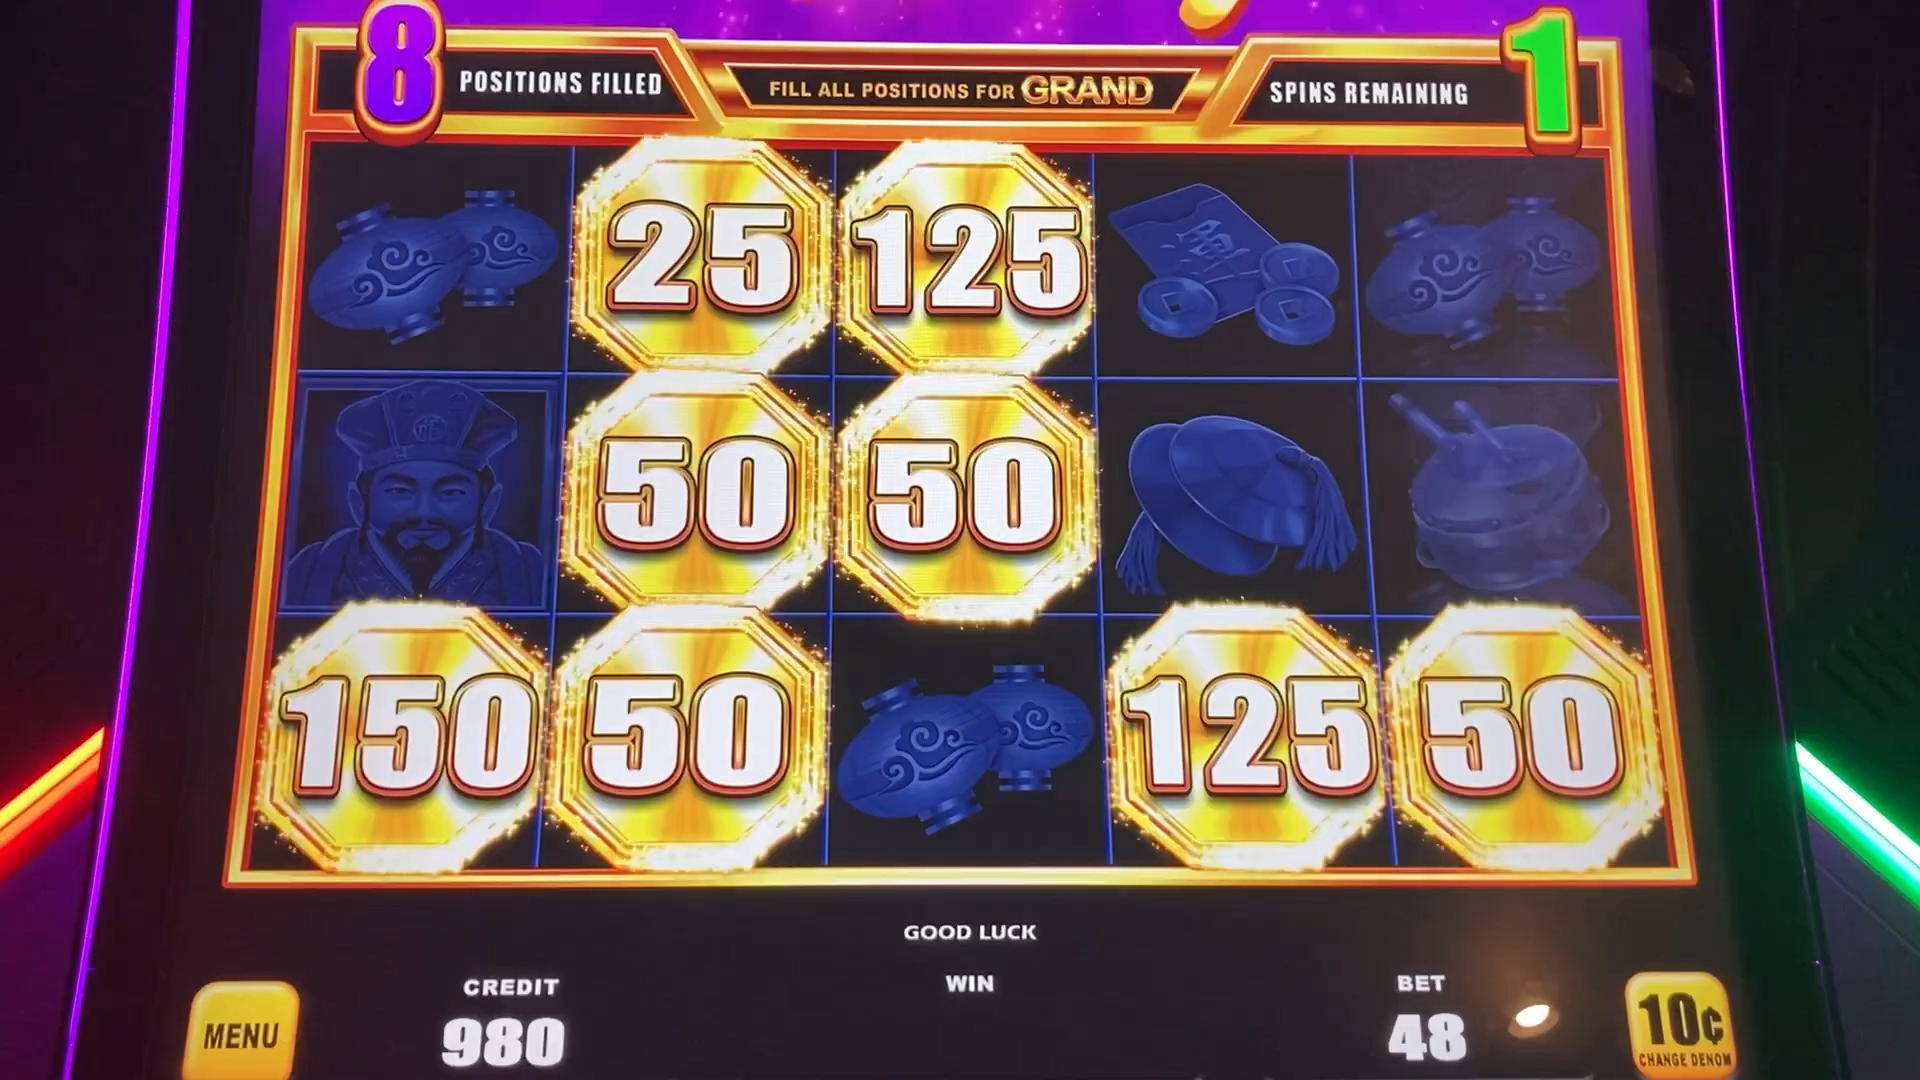 8 POSITIONS FILLED
FILL ALL POSITIONS FOR GRAND
SPINS REMAINING 1
25 125
50 50
150 50 125 50
GOOD LUCK
CREDIT WIN BET
MENU 980 48 10¢
CHANGE DENOM